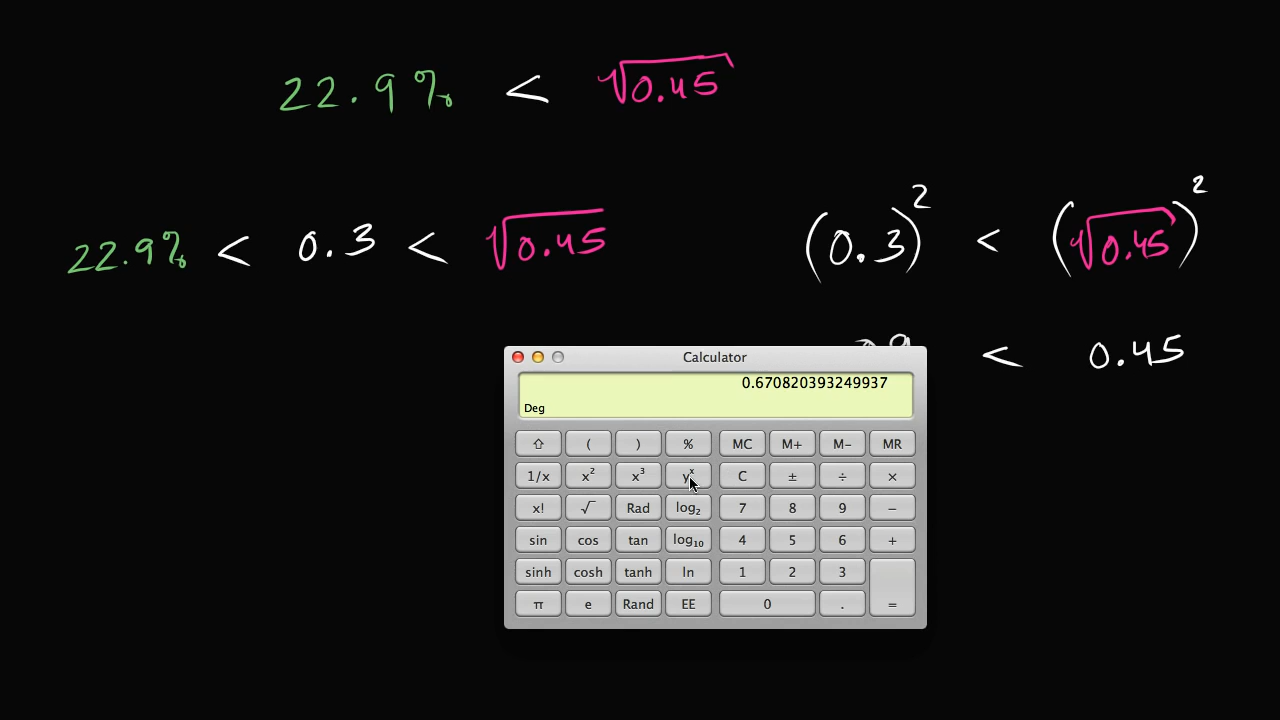 22.9% < √0.45
22.9% < 0.3 < √0.45
(0.3)² < (√0.45)²
< 0.45
Calculator
0.670820393249937
Deg
⇧ ( ) % MC M+ M- MR
1/x x² x³ yˣ C ± ÷ ×
x! √ Rad log₂ 7 8 9 −
sin cos tan log₁₀ 4 5 6 +
sinh cosh tanh ln 1 2 3
π e Rand EE 0 . =